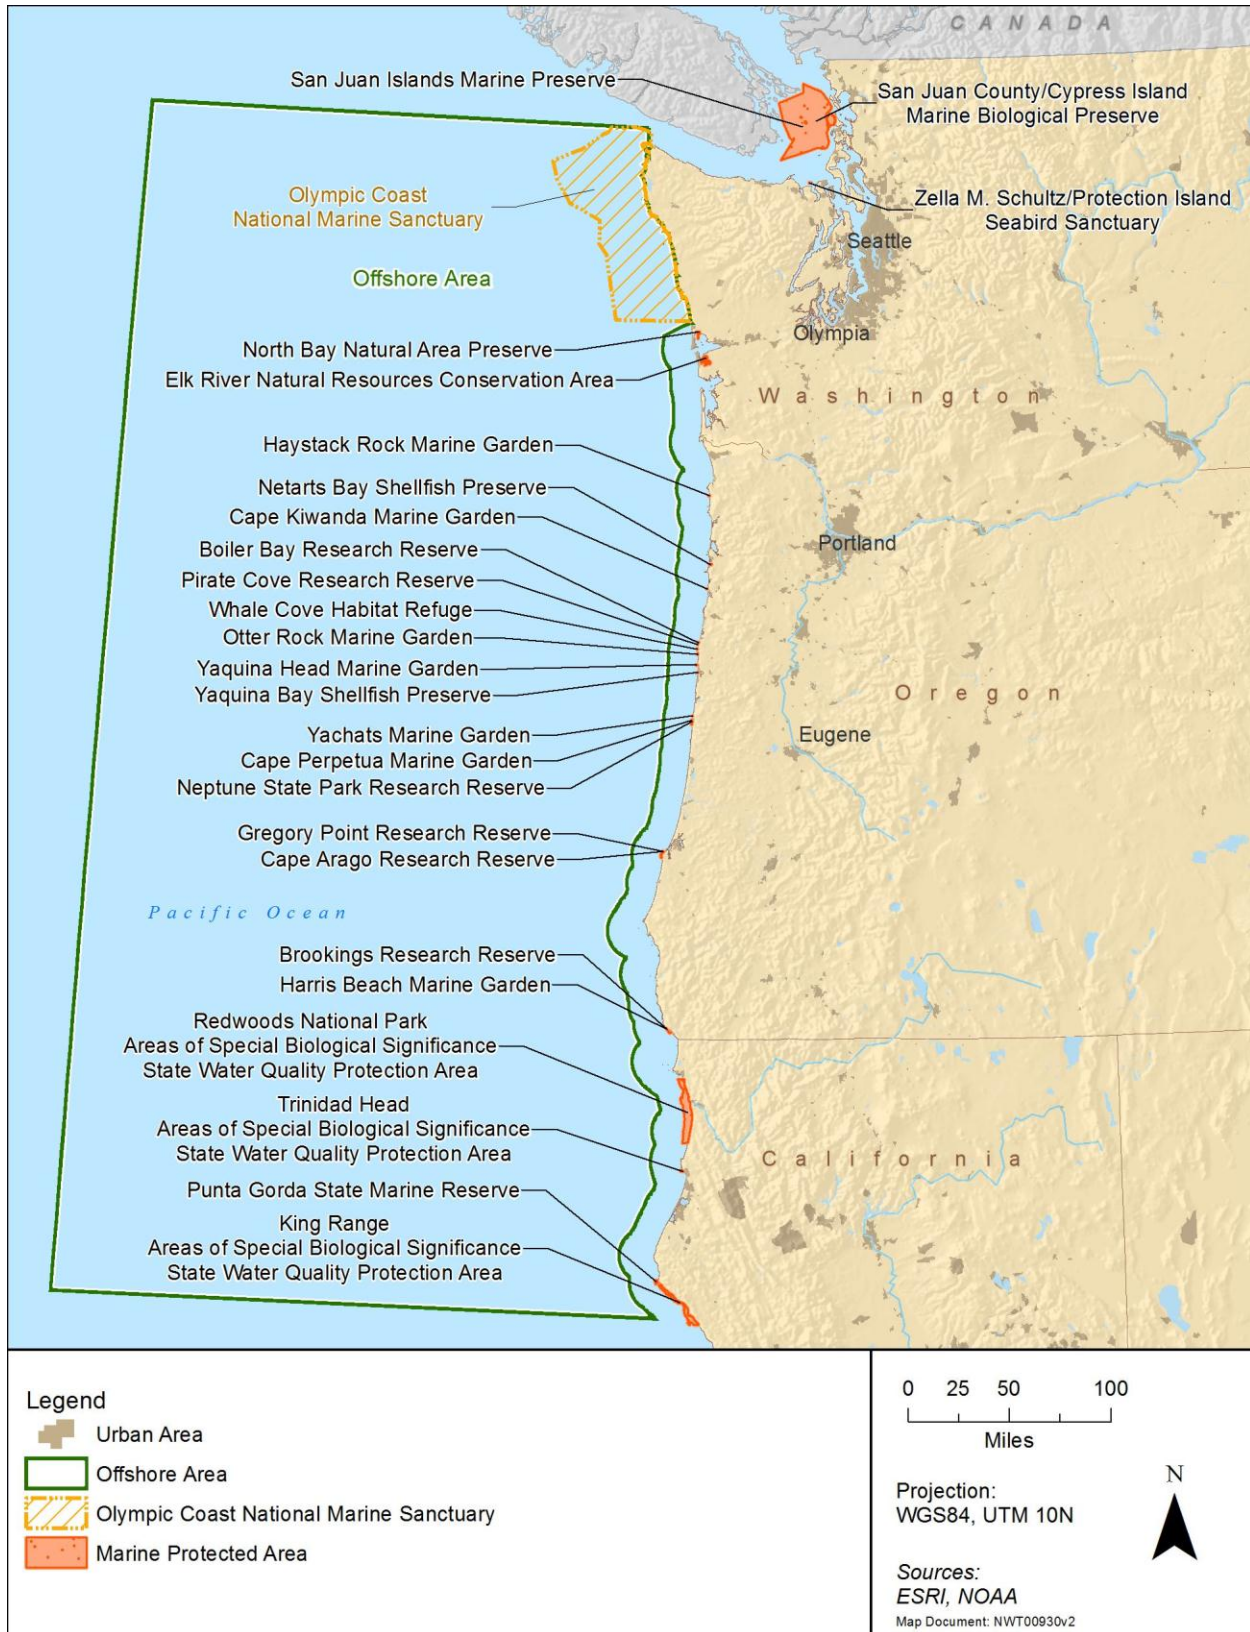 CANADA
San Juan Islands Marine Preserve
San Juan County/Cypress Island
Marine Biological Preserve
Olympic Coast
National Marine Sanctuary
Zella M. Schultz/Protection Island
Seabird Sanctuary
Seattle
Offshore Area
Olympia
North Bay Natural Area Preserve
Elk River Natural Resources Conservation Area
Washington
Haystack Rock Marine Garden
Netarts Bay Shellfish Preserve
Cape Kiwanda Marine Garden
Portland
Boiler Bay Research Reserve
Pirate Cove Research Reserve
Whale Cove Habitat Refuge
Otter Rock Marine Garden
Yaquina Head Marine Garden
Yaquina Bay Shellfish Preserve
Oregon
Yachats Marine Garden
Eugene
Cape Perpetua Marine Garden
Neptune State Park Research Reserve
Gregory Point Research Reserve
Cape Arago Research Reserve
Pacific Ocean
Brookings Research Reserve
Harris Beach Marine Garden
Redwoods National Park
Areas of Special Biological Significance
State Water Quality Protection Area
Trinidad Head
Areas of Special Biological Significance
State Water Quality Protection Area
California
Punta Gorda State Marine Reserve
King Range
Areas of Special Biological Significance
State Water Quality Protection Area
Legend
Urban Area
Offshore Area
Olympic Coast National Marine Sanctuary
Marine Protected Area
0 25 50 100
Miles
N
Projection:
WGS84, UTM 10N
Sources:
ESRI, NOAA
Map Document: NWT00930v2